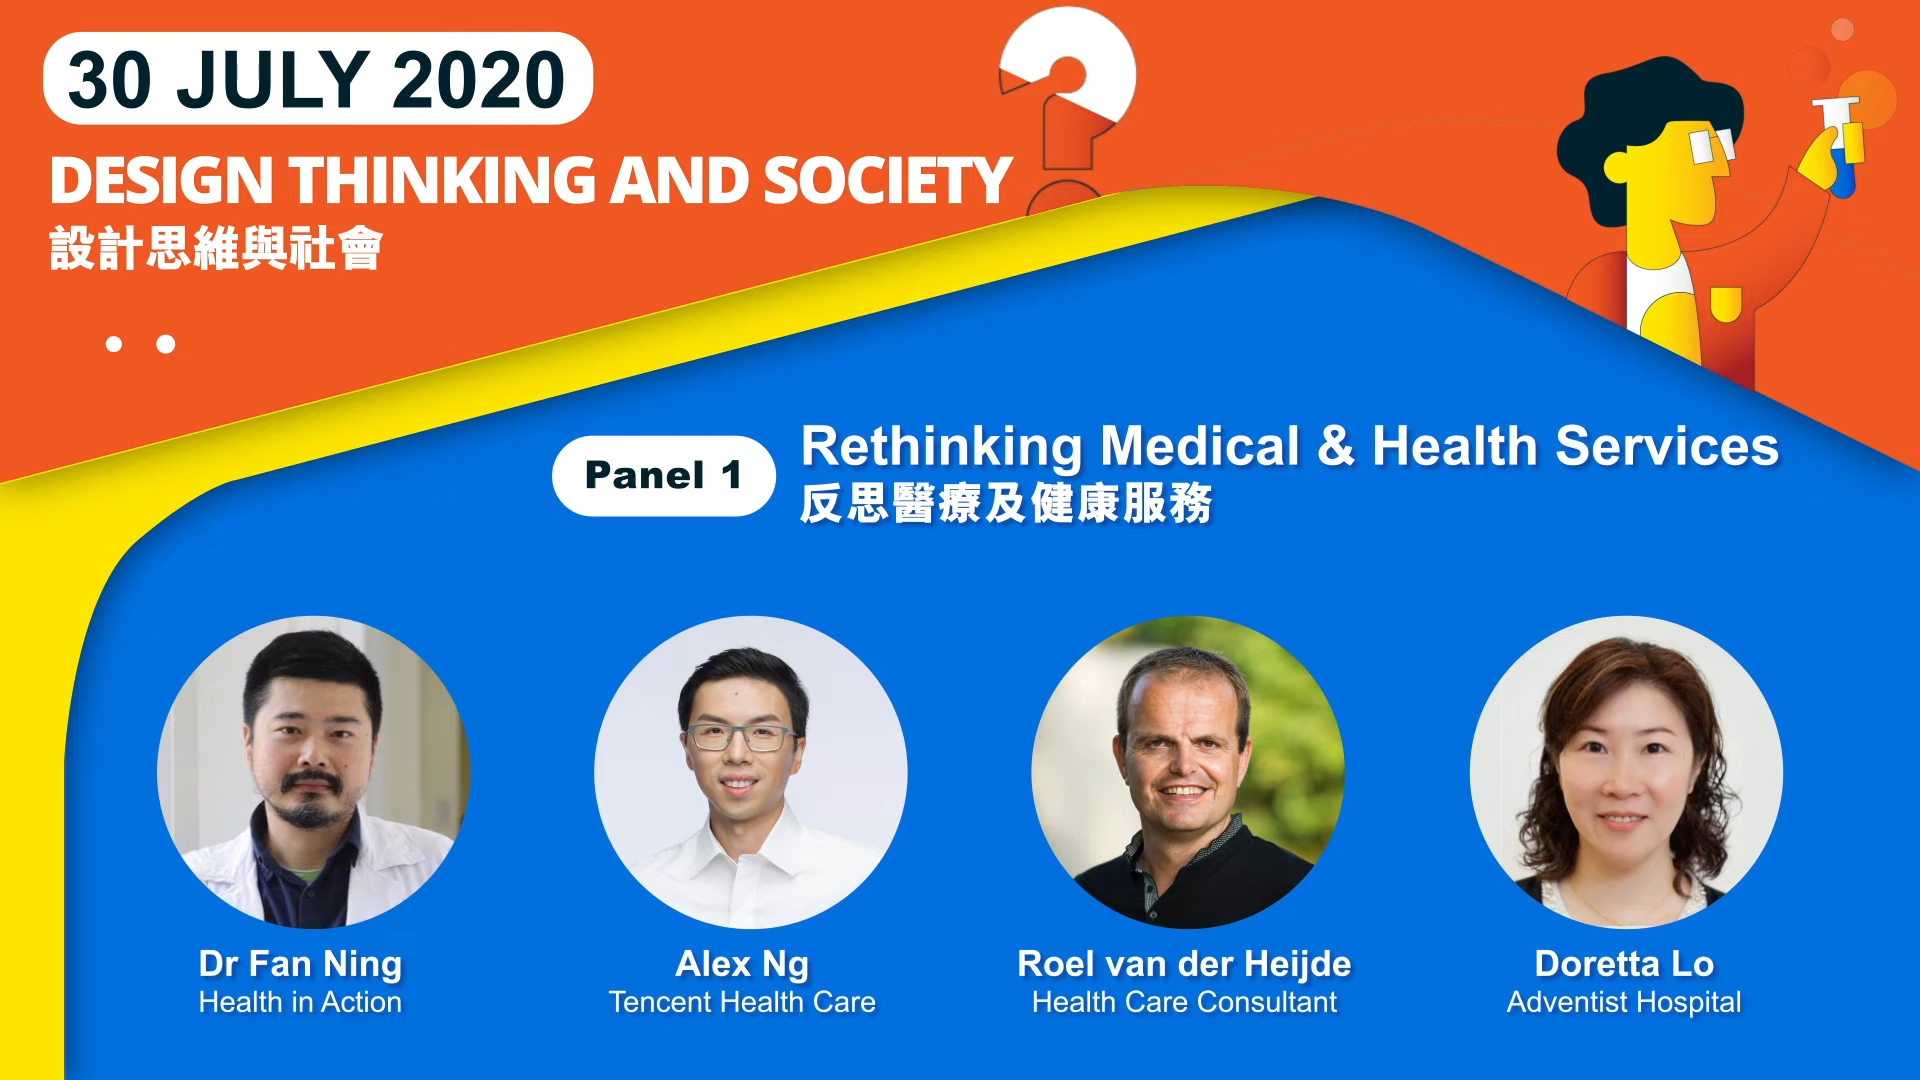 30 JULY 2020
DESIGN THINKING AND SOCIETY
設計思維與社會
Panel 1
Rethinking Medical & Health Services
反思醫療及健康服務
Dr Fan Ning
Health in Action
Alex Ng
Tencent Health Care
Roel van der Heijde
Health Care Consultant
Doretta Lo
Adventist Hospital